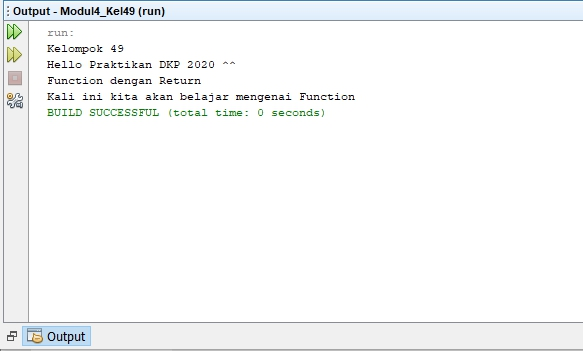 Output - Modul4_Kel49 (run)
run:
Kelompok 49
Hello Praktikan DKP 2020 ^^
Function dengan Return
Kali ini kita akan belajar mengenai Function
BUILD SUCCESSFUL (total time: 0 seconds)
Output